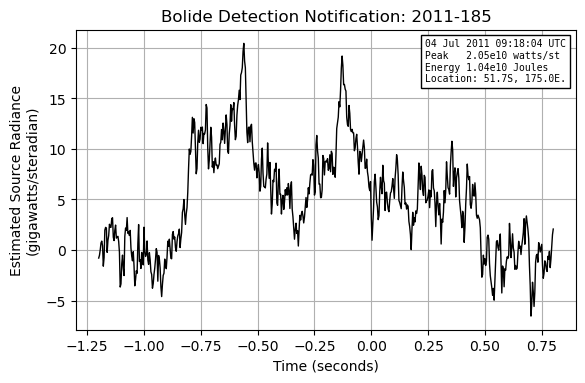 Bolide Detection Notification: 2011-185
04 Jul 2011 09:18:04 UTC
Peak   2.05e10 watts/st
Energy 1.04e10 Joules
Location: 51.7S, 175.0E.
Estimated Source Radiance
(gigawatts/steradian)
20
15
10
5
0
−5
−1.25 −1.00 −0.75 −0.50 −0.25 0.00 0.25 0.50 0.75
Time (seconds)